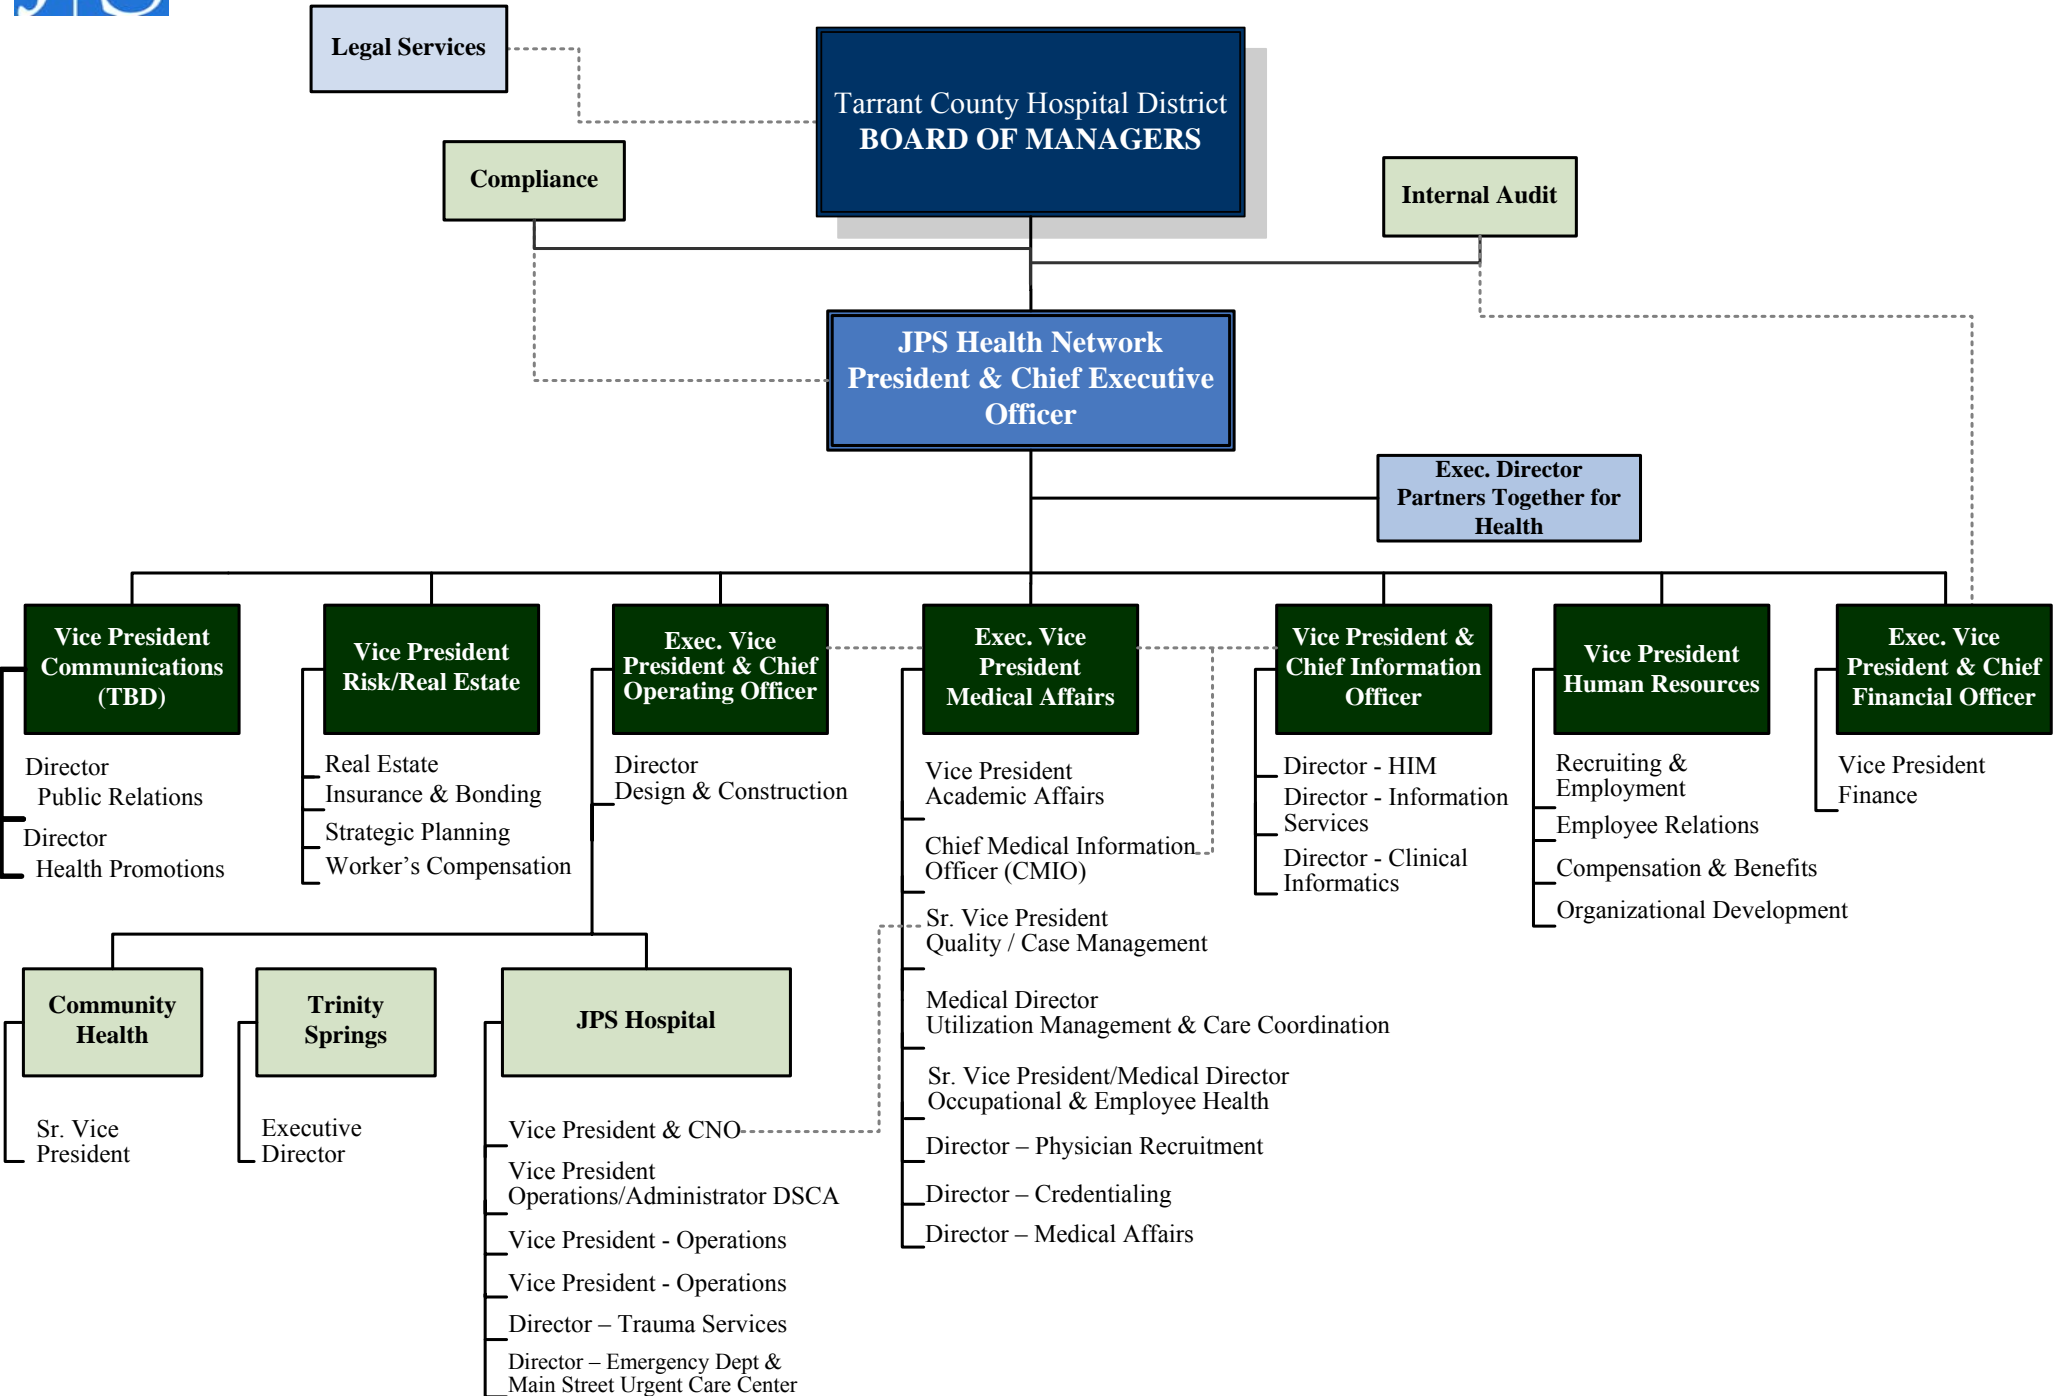 Legal Services
Tarrant County Hospital District
BOARD OF MANAGERS
Compliance
Internal Audit
JPS Health Network
President & Chief Executive
Officer
Exec. Director
Partners Together for
Health
Vice President
Communications
(TBD)
Director
Public Relations
Director
Health Promotions
Vice President
Risk/Real Estate
Real Estate
Insurance & Bonding
Strategic Planning
Worker’s Compensation
Exec. Vice
President & Chief
Operating Officer
Director
Design & Construction
Exec. Vice
President
Medical Affairs
Vice President
Academic Affairs
Chief Medical Information
Officer (CMIO)
Sr. Vice President
Quality / Case Management
Medical Director
Utilization Management & Care Coordination
Sr. Vice President/Medical Director
Occupational & Employee Health
Director – Physician Recruitment
Director – Credentialing
Director – Medical Affairs
Vice President &
Chief Information
Officer
Director - HIM
Director - Information
Services
Director - Clinical
Informatics
Vice President
Human Resources
Recruiting &
Employment
Employee Relations
Compensation & Benefits
Organizational Development
Exec. Vice
President & Chief
Financial Officer
Vice President
Finance
Community
Health
Sr. Vice
President
Trinity
Springs
Executive
Director
JPS Hospital
Vice President & CNO
Vice President
Operations/Administrator DSCA
Vice President - Operations
Vice President - Operations
Director – Trauma Services
Director – Emergency Dept &
Main Street Urgent Care Center